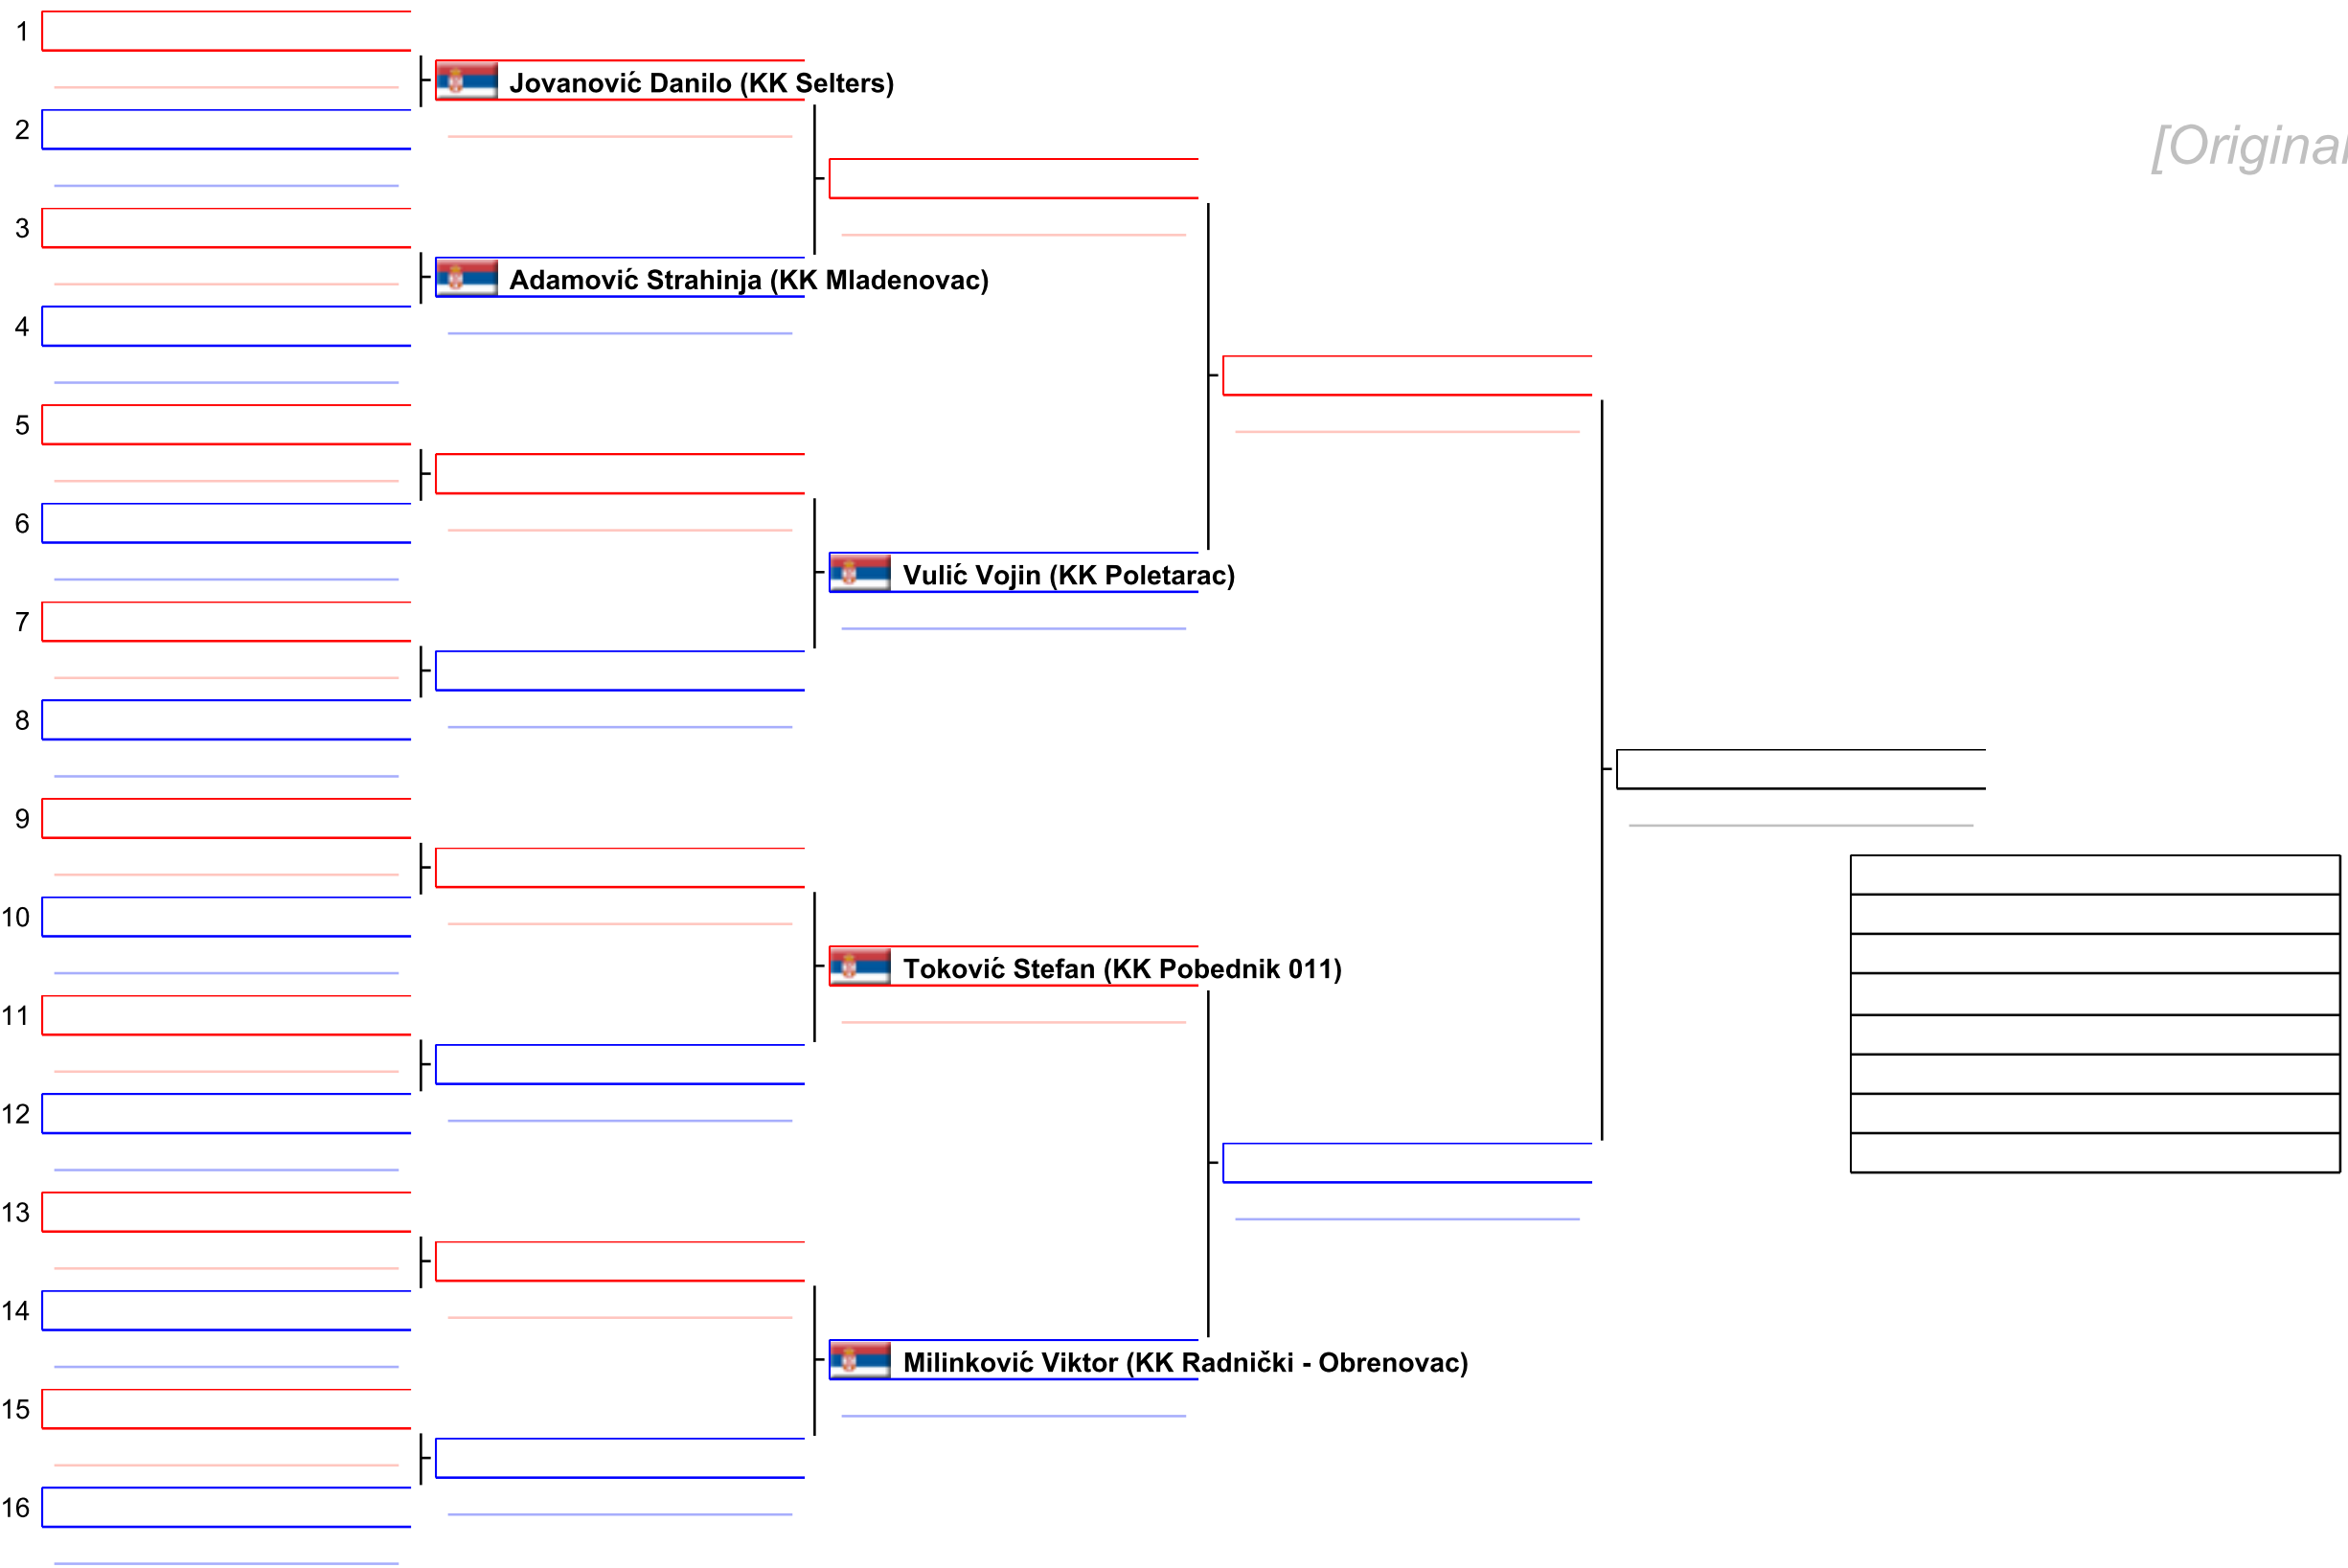 1
Jovanović Danilo (KK Selters)
2
[Original
3
Adamović Strahinja (KK Mladenovac)
4
5
6
Vulić Vojin (KK Poletarac)
7
8
9
10
Toković Stefan (KK Pobednik 011)
11
12
13
14
Milinković Viktor (KK Radnički - Obrenovac)
15
16